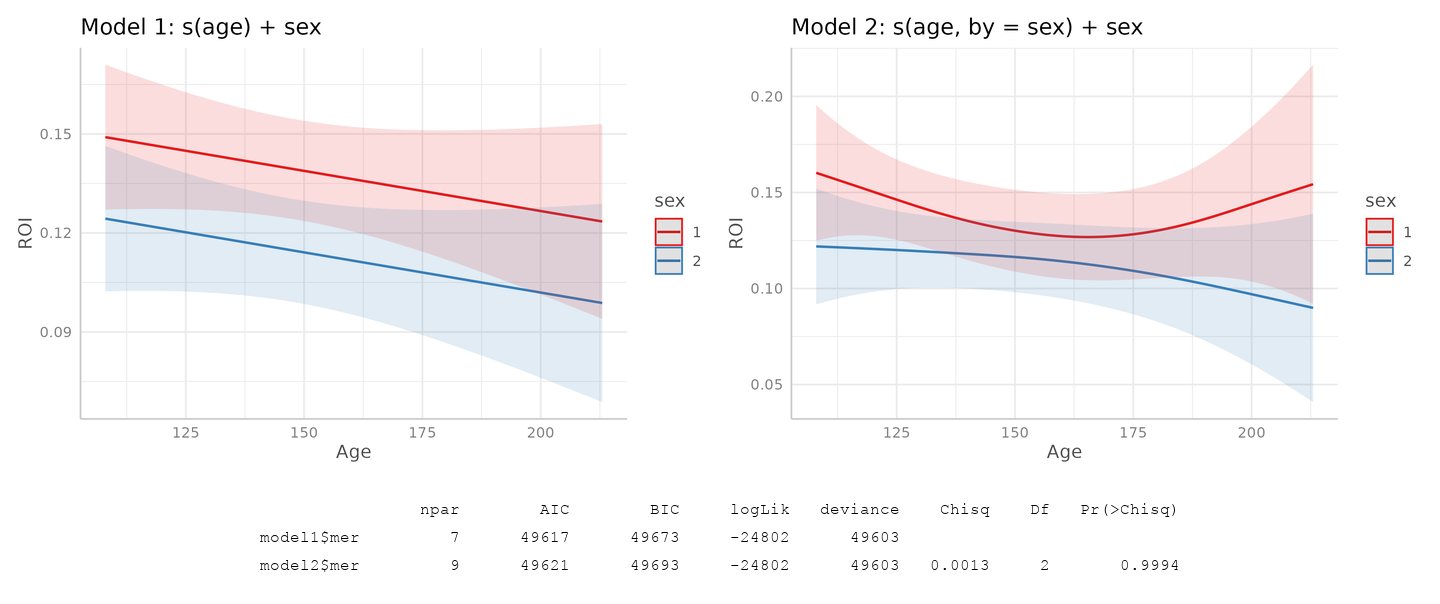 Model 1: s(age) + sex
0.15
0.12
0.09
ROI
125 150 175 200
Age
sex
1
2
Model 2: s(age, by = sex) + sex
0.20
0.15
0.10
0.05
ROI
125 150 175 200
Age
sex
1
2
npar AIC BIC logLik deviance Chisq Df Pr(>Chisq)
model1$mer 7 49617 49673 -24802 49603
model2$mer 9 49621 49693 -24802 49603 0.0013 2 0.9994